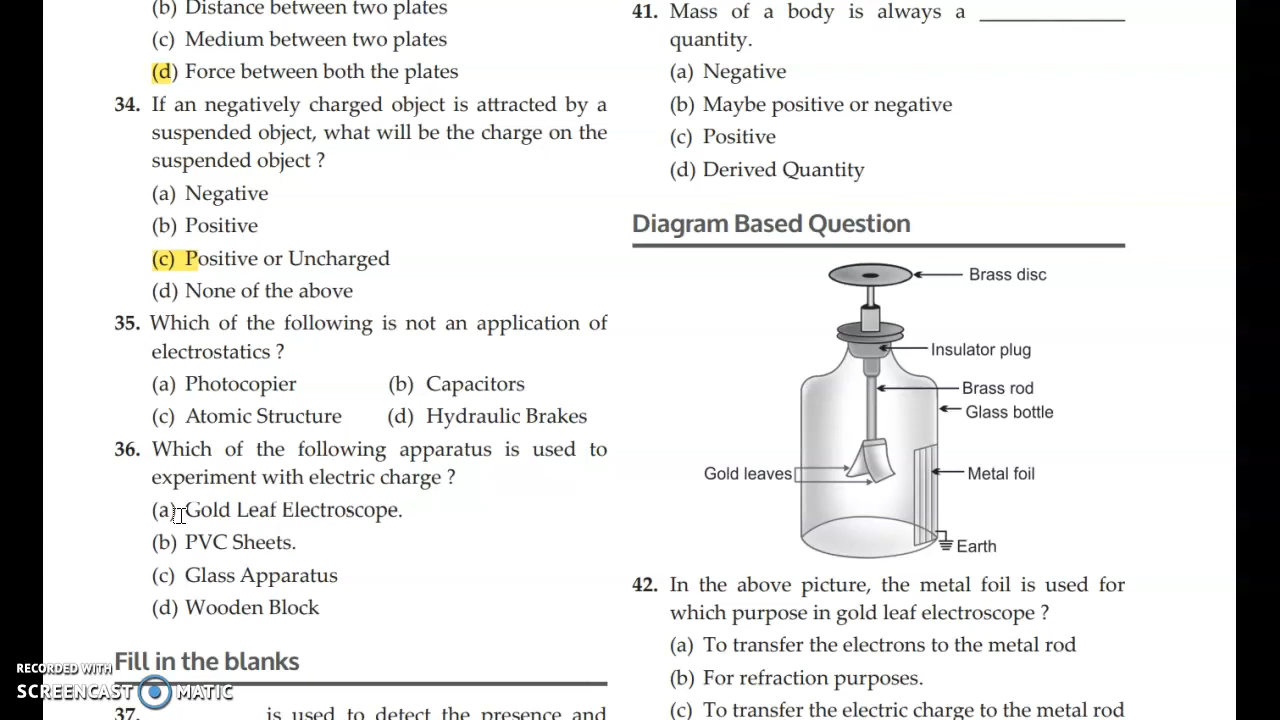 (b) Distance between two plates
(c) Medium between two plates
(d) Force between both the plates
34. If an negatively charged object is attracted by a
suspended object, what will be the charge on the
suspended object ?
(a) Negative
(b) Positive
(c) Positive or Uncharged
(d) None of the above
35. Which of the following is not an application of
electrostatics ?
(a) Photocopier (b) Capacitors
(c) Atomic Structure (d) Hydraulic Brakes
36. Which of the following apparatus is used to
experiment with electric charge ?
(a) Gold Leaf Electroscope.
(b) PVC Sheets.
(c) Glass Apparatus
(d) Wooden Block
Fill in the blanks
37. ________ is used to detect the presence and
41. Mass of a body is always a ________
quantity.
(a) Negative
(b) Maybe positive or negative
(c) Positive
(d) Derived Quantity
Diagram Based Question
Brass disc
Insulator plug
Brass rod
Glass bottle
Gold leaves
Metal foil
Earth
42. In the above picture, the metal foil is used for
which purpose in gold leaf electroscope ?
(a) To transfer the electrons to the metal rod
(b) For refraction purposes.
(c) To transfer the electric charge to the metal rod
RECORDED WITH
SCREENCAST MATIC